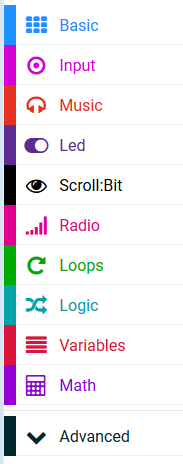 Basic
Input
Music
Led
Scroll:Bit
Radio
Loops
Logic
Variables
Math
Advanced